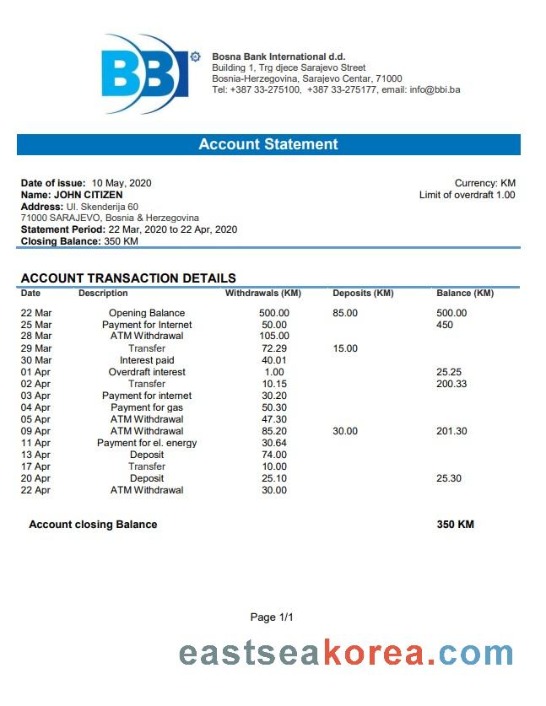 BBI
Bosna Bank International d.d.
Building 1, Trg djece Sarajevo Street
Bosnia-Herzegovina, Sarajevo Centar, 71000
Tel: +387 33-275100, +387 33-275177, email: info@bbi.ba
Account Statement
Date of issue: 10 May, 2020 Currency: KM
Name: JOHN CITIZEN Limit of overdraft 1.00
Address: Ul. Skenderija 60
71000 SARAJEVO, Bosnia & Herzegovina
Statement Period: 22 Mar, 2020 to 22 Apr, 2020
Closing Balance: 350 KM
ACCOUNT TRANSACTION DETAILS
Date Description Withdrawals (KM) Deposits (KM) Balance (KM)
22 Mar Opening Balance 500.00 85.00 500.00
25 Mar Payment for Internet 50.00 450
28 Mar ATM Withdrawal 105.00
29 Mar Transfer 72.29 15.00
30 Mar Interest paid 40.01
01 Apr Overdraft interest 1.00 25.25
02 Apr Transfer 10.15 200.33
03 Apr Payment for internet 30.20
04 Apr Payment for gas 50.30
05 Apr ATM Withdrawal 47.30
09 Apr ATM Withdrawal 85.20 30.00 201.30
11 Apr Payment for el. energy 30.64
13 Apr Deposit 74.00
17 Apr Transfer 10.00
20 Apr Deposit 25.10 25.30
22 Apr ATM Withdrawal 30.00
Account closing Balance 350 KM
Page 1/1
eastseakorea.com